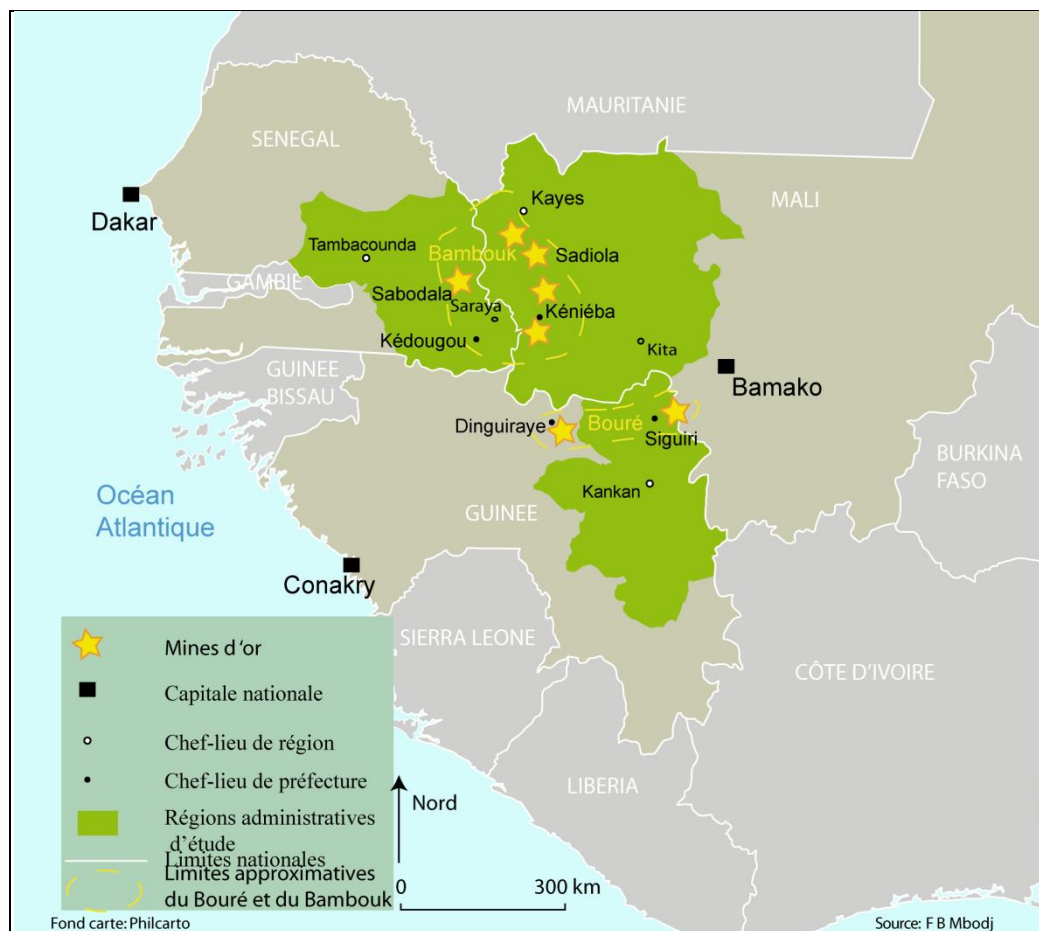 MAURITANIE
SENEGAL
Kayes
Dakar
MALI
Tambacounda
Bambouk
Sadiola
GAMBIE
Sabodala
Saraya
Kéniéba
Kédougou
Kita
GUINEE
BISSAU
Bamako
Dinguiraye
Bouré
Siguiri
BURKINA
FASO
Kankan
Océan
Atlantique
GUINEE
Conakry
SIERRA LEONE
CÔTE D'IVOIRE
LIBERIA
Mines d'or
Capitale nationale
Chef-lieu de région
Chef-lieu de préfecture
Régions administratives
d'étude
Limites nationales
Limites approximatives
du Bouré et du Bambouk
Nord
0 300 km
Fond carte: Philcarto
Source: F B Mbodj